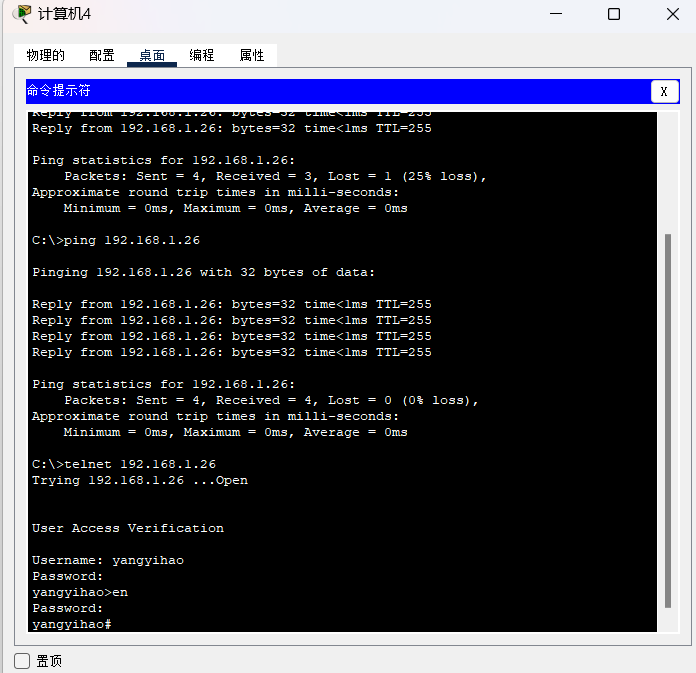 计算机4
物理的 配置 桌面 编程 属性
命令提示符 X
Reply from 192.168.1.26: bytes=32 time<1ms TTL=255
Reply from 192.168.1.26: bytes=32 time<1ms TTL=255
Ping statistics for 192.168.1.26:
Packets: Sent = 4, Received = 3, Lost = 1 (25% loss),
Approximate round trip times in milli-seconds:
Minimum = 0ms, Maximum = 0ms, Average = 0ms
C:\>ping 192.168.1.26
Pinging 192.168.1.26 with 32 bytes of data:
Reply from 192.168.1.26: bytes=32 time<1ms TTL=255
Reply from 192.168.1.26: bytes=32 time<1ms TTL=255
Reply from 192.168.1.26: bytes=32 time<1ms TTL=255
Reply from 192.168.1.26: bytes=32 time<1ms TTL=255
Ping statistics for 192.168.1.26:
Packets: Sent = 4, Received = 4, Lost = 0 (0% loss),
Approximate round trip times in milli-seconds:
Minimum = 0ms, Maximum = 0ms, Average = 0ms
C:\>telnet 192.168.1.26
Trying 192.168.1.26 ...Open
User Access Verification
Username: yangyihao
Password:
yangyihao>en
Password:
yangyihao#
置顶